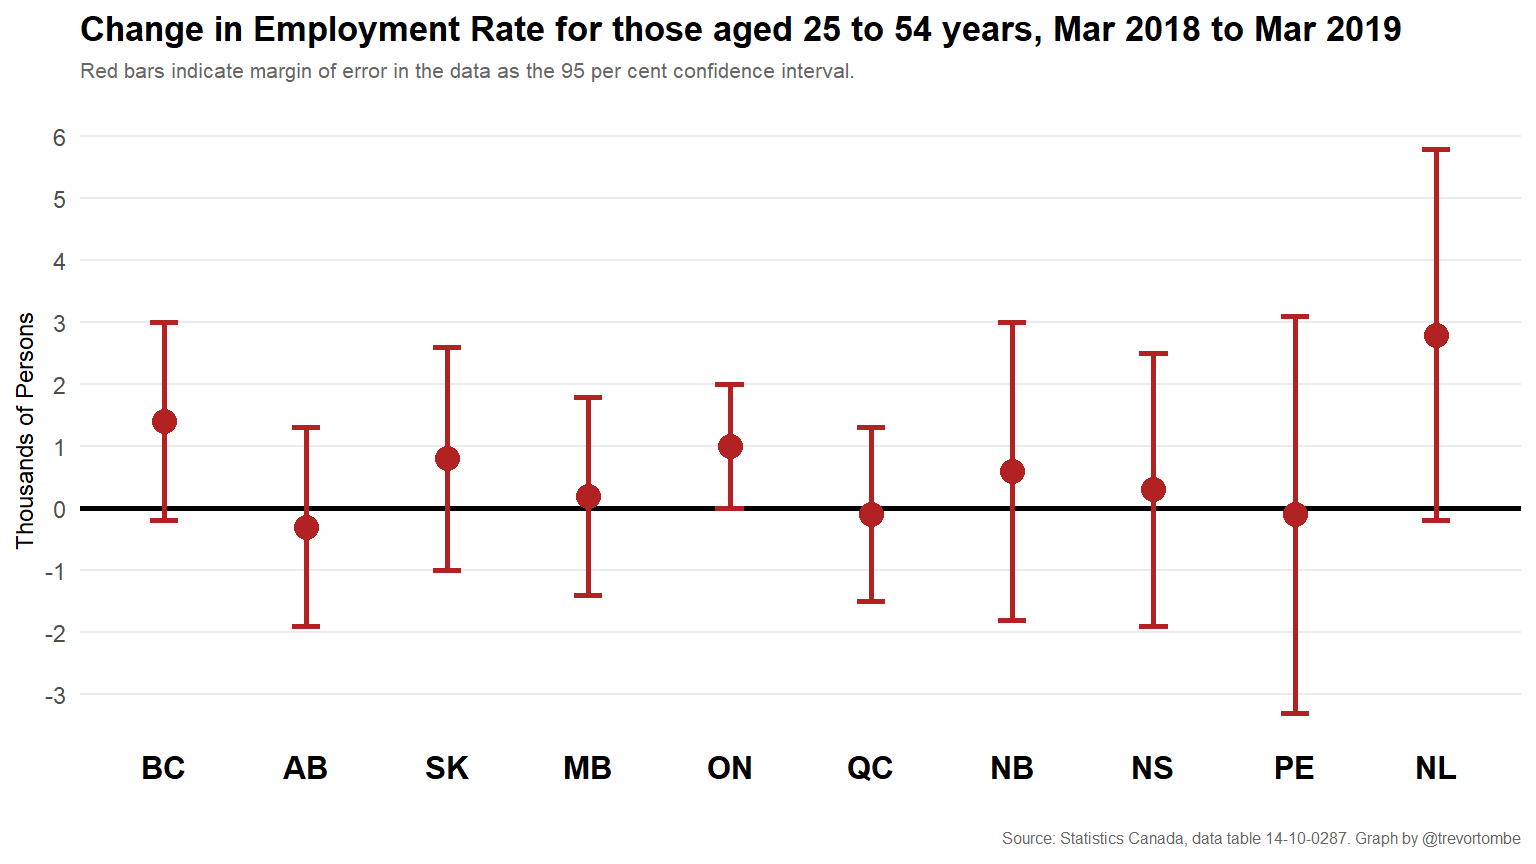 Change in Employment Rate for those aged 25 to 54 years, Mar 2018 to Mar 2019
Red bars indicate margin of error in the data as the 95 per cent confidence interval.
Thousands of Persons
6
5
4
3
2
1
0
-1
-2
-3
BC AB SK MB ON QC NB NS PE NL
Source: Statistics Canada, data table 14-10-0287. Graph by @trevortombe